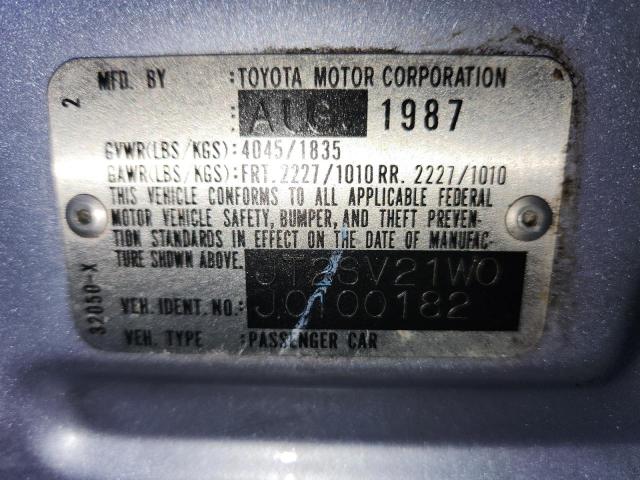 2
MFD. BY :TOYOTA MOTOR CORPORATION
AUG. 1987
GVWR(LBS/KGS):4045/1835
GAWR(LBS/KGS):FRT. 2227/1010 RR. 2227/1010
THIS VEHICLE CONFORMS TO ALL APPLICABLE FEDERAL
MOTOR VEHICLE SAFETY, BUMPER, AND THEFT PREVEN-
TION STANDARDS IN EFFECT ON THE DATE OF MANUFAC-
TURE SHOWN ABOVE. JT2SV21W0
VEH. IDENT. NO.: J0100182
VEH. TYPE :PASSENGER CAR
32050-X